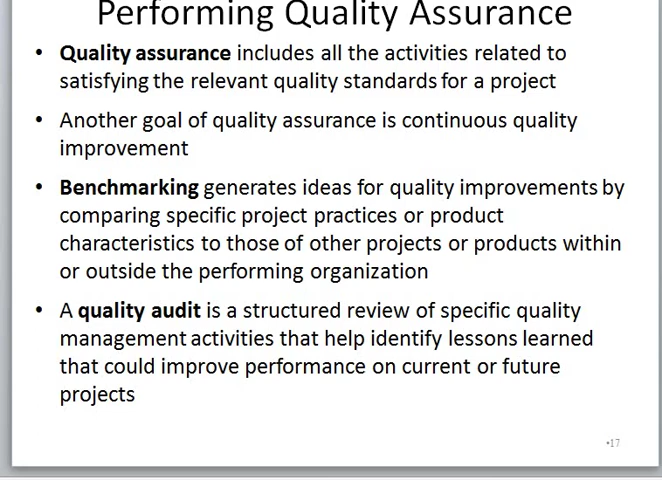 Performing Quality Assurance
• Quality assurance includes all the activities related to
satisfying the relevant quality standards for a project
• Another goal of quality assurance is continuous quality
improvement
• Benchmarking generates ideas for quality improvements by
comparing specific project practices or product
characteristics to those of other projects or products within
or outside the performing organization
• A quality audit is a structured review of specific quality
management activities that help identify lessons learned
that could improve performance on current or future
projects
•17